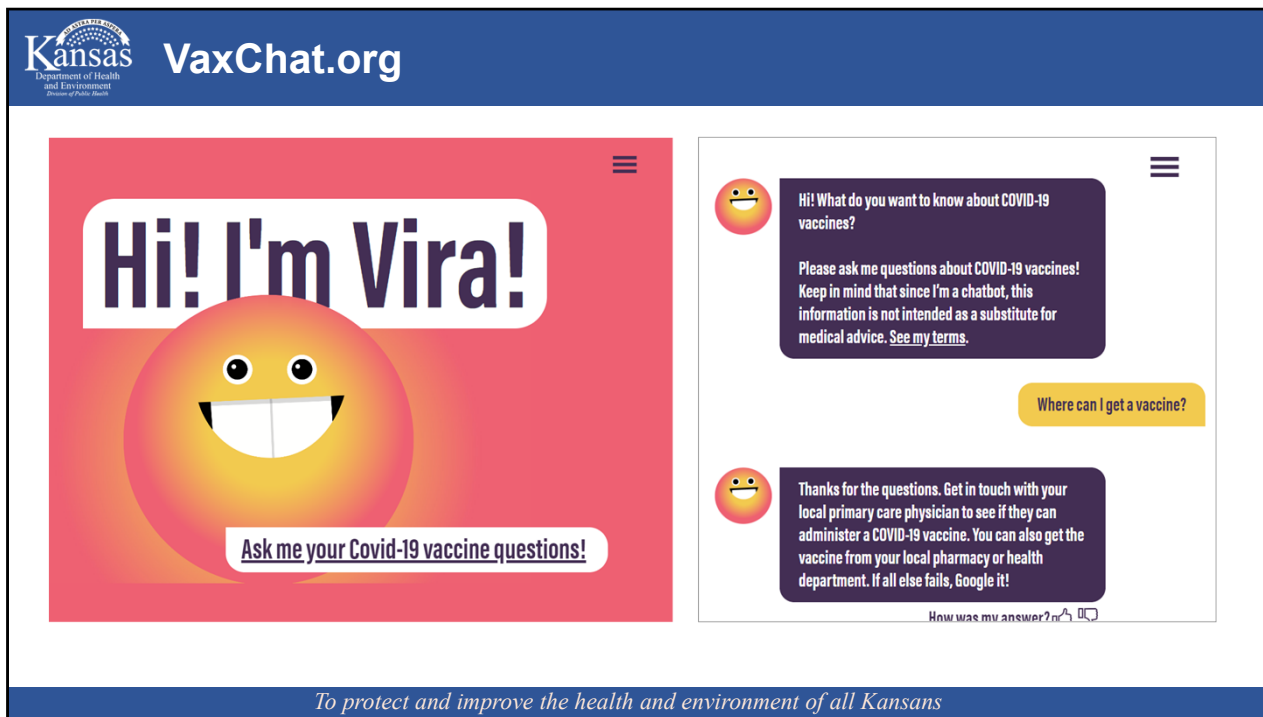 AD ASTRA PER ASPERA
Kansas
Department of Health
and Environment
Division of Public Health
VaxChat.org
Hi! I'm Vira!
Ask me your Covid-19 vaccine questions!
Hi! What do you want to know about COVID-19
vaccines?
Please ask me questions about COVID-19 vaccines!
Keep in mind that since I'm a chatbot, this
information is not intended as a substitute for
medical advice. See my terms.
Where can I get a vaccine?
Thanks for the questions. Get in touch with your
local primary care physician to see if they can
administer a COVID-19 vaccine. You can also get the
vaccine from your local pharmacy or health
department. If all else fails, Google it!
How was my answer?
To protect and improve the health and environment of all Kansans